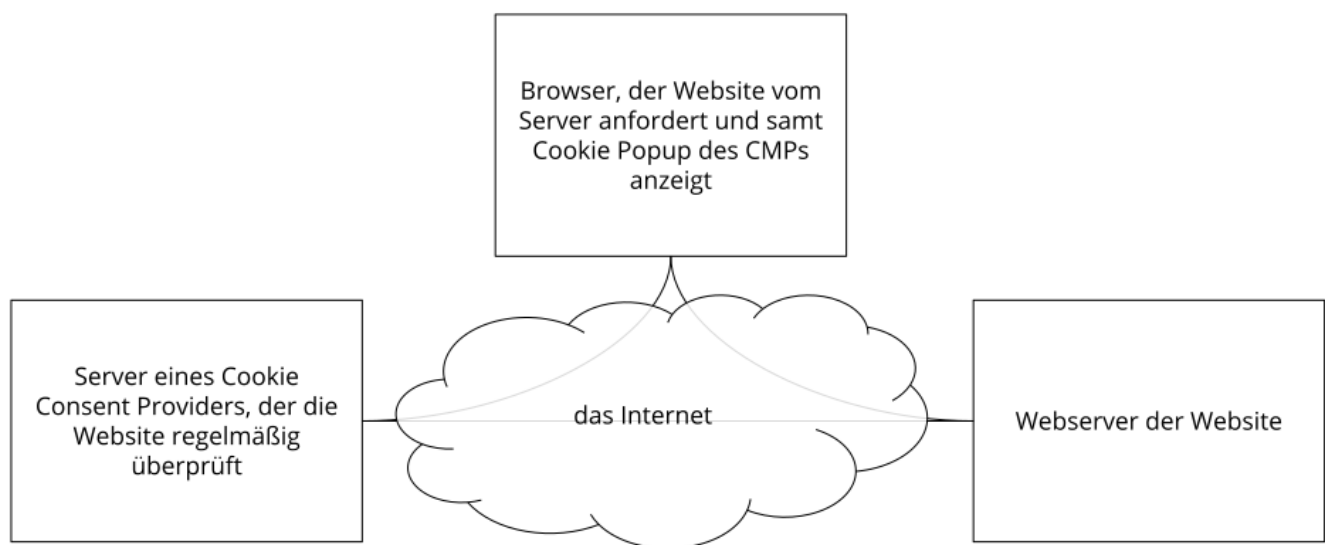 Browser, der Website vom
Server anfordert und samt
Cookie Popup des CMPs
anzeigt
Server eines Cookie
Consent Providers, der die
Website regelmäßig
überprüft
das Internet
Webserver der Website